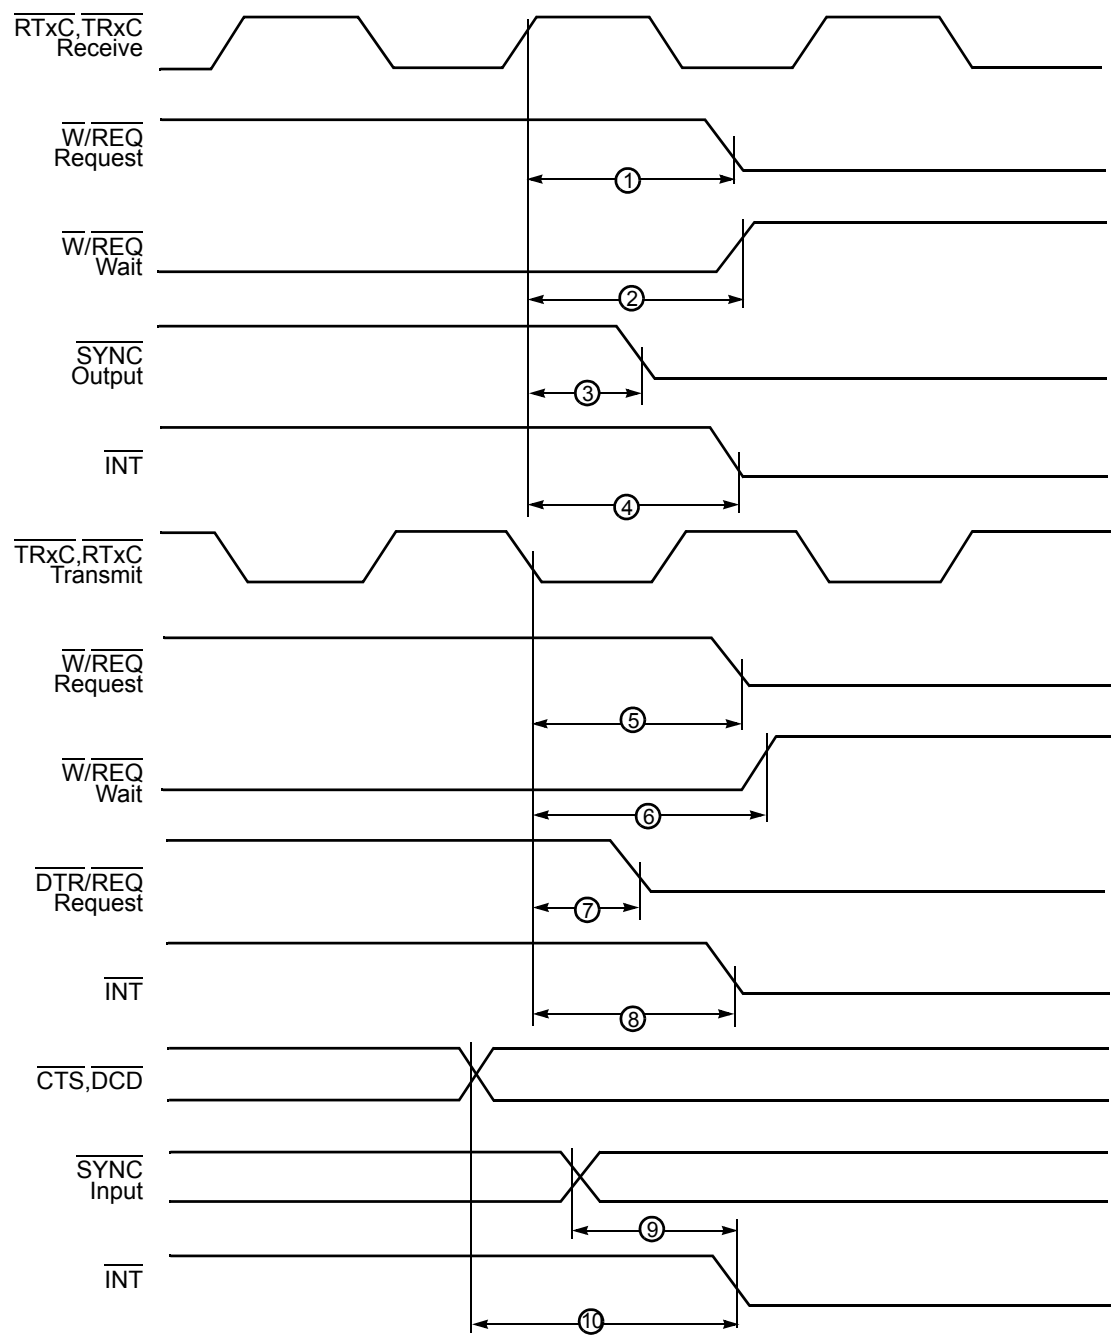 RTxC,TRxC
Receive
W/REQ
Request
1
W/REQ
Wait
2
SYNC
Output
3
INT
4
TRxC,RTxC
Transmit
W/REQ
Request
5
W/REQ
Wait
6
DTR/REQ
Request
7
INT
8
CTS,DCD
SYNC
Input
9
INT
10